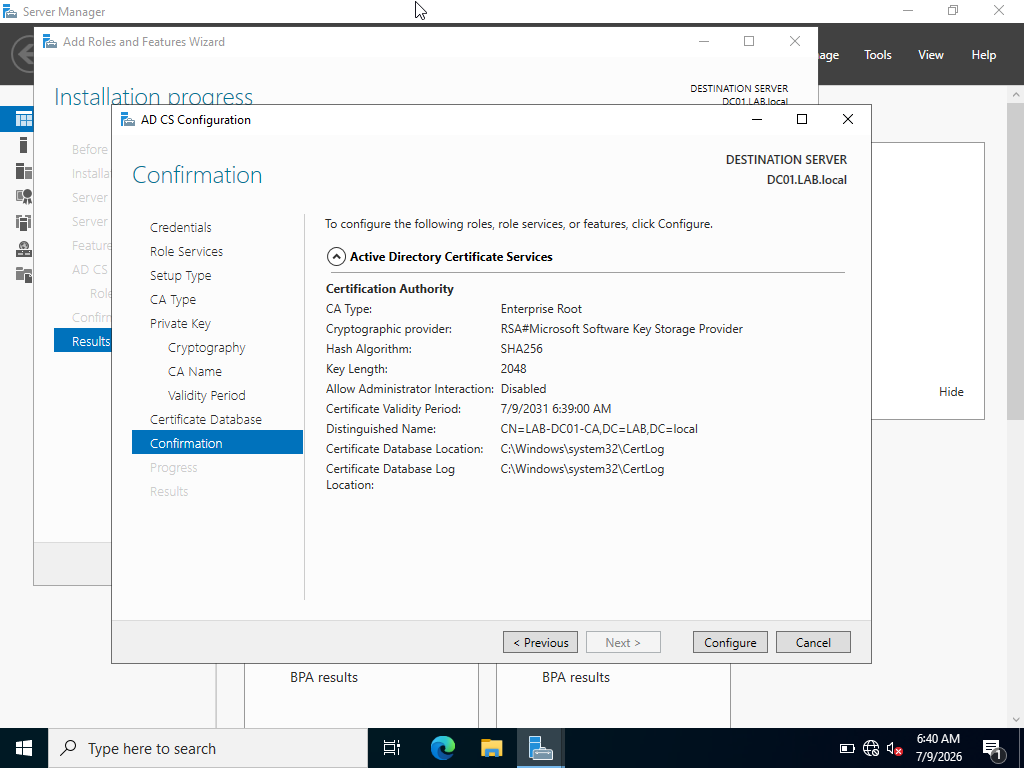 Server Manager
Add Roles and Features Wizard
Tools
View
Help
Installation progress
DESTINATION SERVER
DC01.LAB.local
AD CS Configuration
Confirmation
DESTINATION SERVER
DC01.LAB.local
Before
Server
Server
AD CS
Results
Credentials
Role Services
Setup Type
CA Type
Private Key
Cryptography
CA Name
Validity Period
Certificate Database
Confirmation
Progress
Results
To configure the following roles, role services, or features, click Configure.
Active Directory Certificate Services
Certification Authority
CA Type: Enterprise Root
Cryptographic provider: RSA#Microsoft Software Key Storage Provider
Hash Algorithm: SHA256
Key Length: 2048
Allow Administrator Interaction: Disabled
Certificate Validity Period: 7/9/2031 6:39:00 AM
Distinguished Name: CN=LAB-DC01-CA,DC=LAB,DC=local
Certificate Database Location: C:\Windows\system32\CertLog
Certificate Database Log C:\Windows\system32\CertLog
Location:
Hide
< Previous
Next >
Configure
Cancel
BPA results
BPA results
Type here to search
6:40 AM
7/9/2026
1